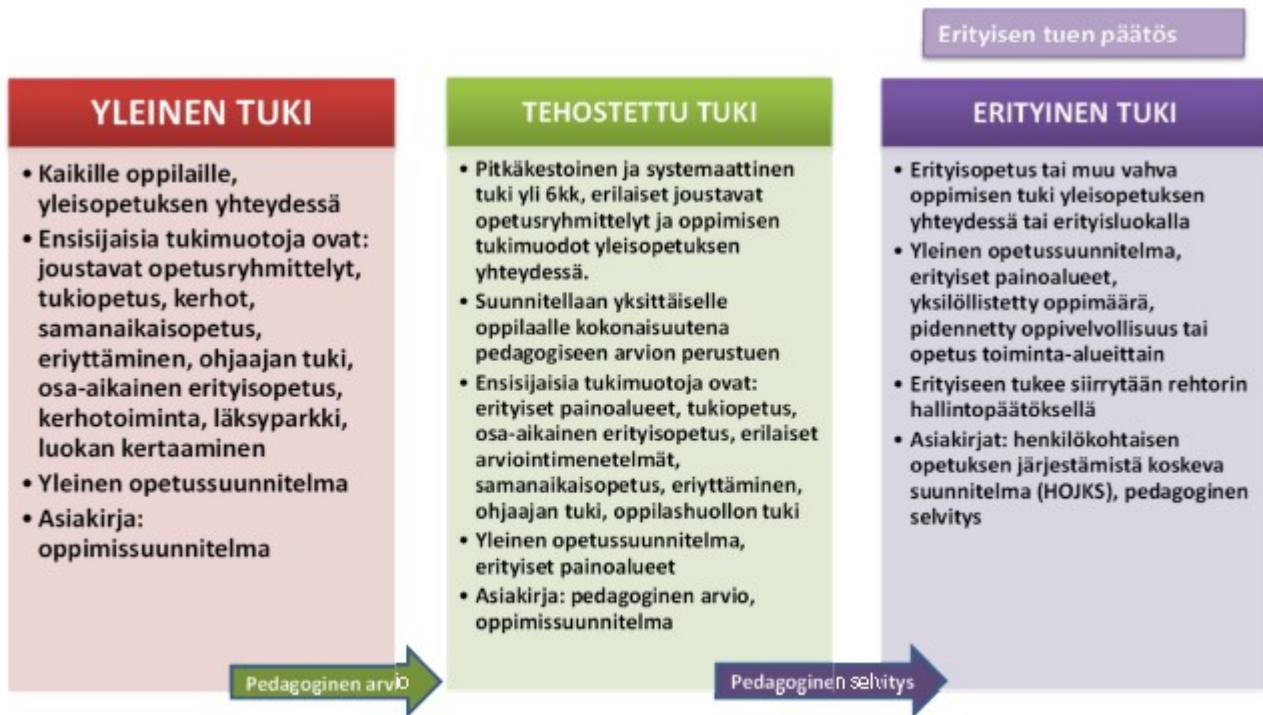 Erityisen tuen päätös
YLEINEN TUKI
• Kaikille oppilaille,
yleisopetuksen yhteydessä
• Ensisijaisia tukimuotoja ovat:
joustavat opetusryhmittelyt,
tukiopetus, kerhot,
samanaikaisopetus,
eriyttäminen, ohjaajan tuki,
osa-aikainen erityisopetus,
kerhotoiminta, läksyparkki,
luokan kertaaminen
• Yleinen opetussuunnitelma
• Asiakirja:
oppimissuunnitelma
Pedagoginen arvio
TEHOSTETTU TUKI
• Pitkäkestoinen ja systemaattinen
tuki yli 6kk, erilaiset joustavat
opetusryhmittelyt ja oppimisen
tukimuodot yleisopetuksen
yhteydessä.
• Suunnitellaan yksittäiselle
oppilaalle kokonaisuutena
pedagogiseen arvion perustuen
• Ensisijaisia tukimuotoja ovat:
erityiset painoalueet, tukiopetus,
osa-aikainen erityisopetus, erilaiset
arviointimenetelmät,
samanaikaisopetus, eriyttäminen,
ohjaajan tuki, oppilashuollon tuki
• Yleinen opetussuunnitelma,
erityiset painoalueet
• Asiakirja: pedagoginen arvio,
oppimissuunnitelma
Pedagoginen selvitys
ERITYINEN TUKI
• Erityisopetus tai muu vahva
oppimisen tuki yleisopetuksen
yhteydessä tai erityisluokalla
• Yleinen opetussuunnitelma,
erityiset painoalueet,
yksilöllistetty oppimäärä,
pidennetty oppivelvollisuus tai
opetus toiminta-alueittain
• Erityiseen tukee siirrytään rehtorin
hallintopäätöksellä
• Asiakirjat: henkilökohtaisen
opetuksen järjestämistä koskeva
suunnitelma (HOJKS), pedagoginen
selvitys